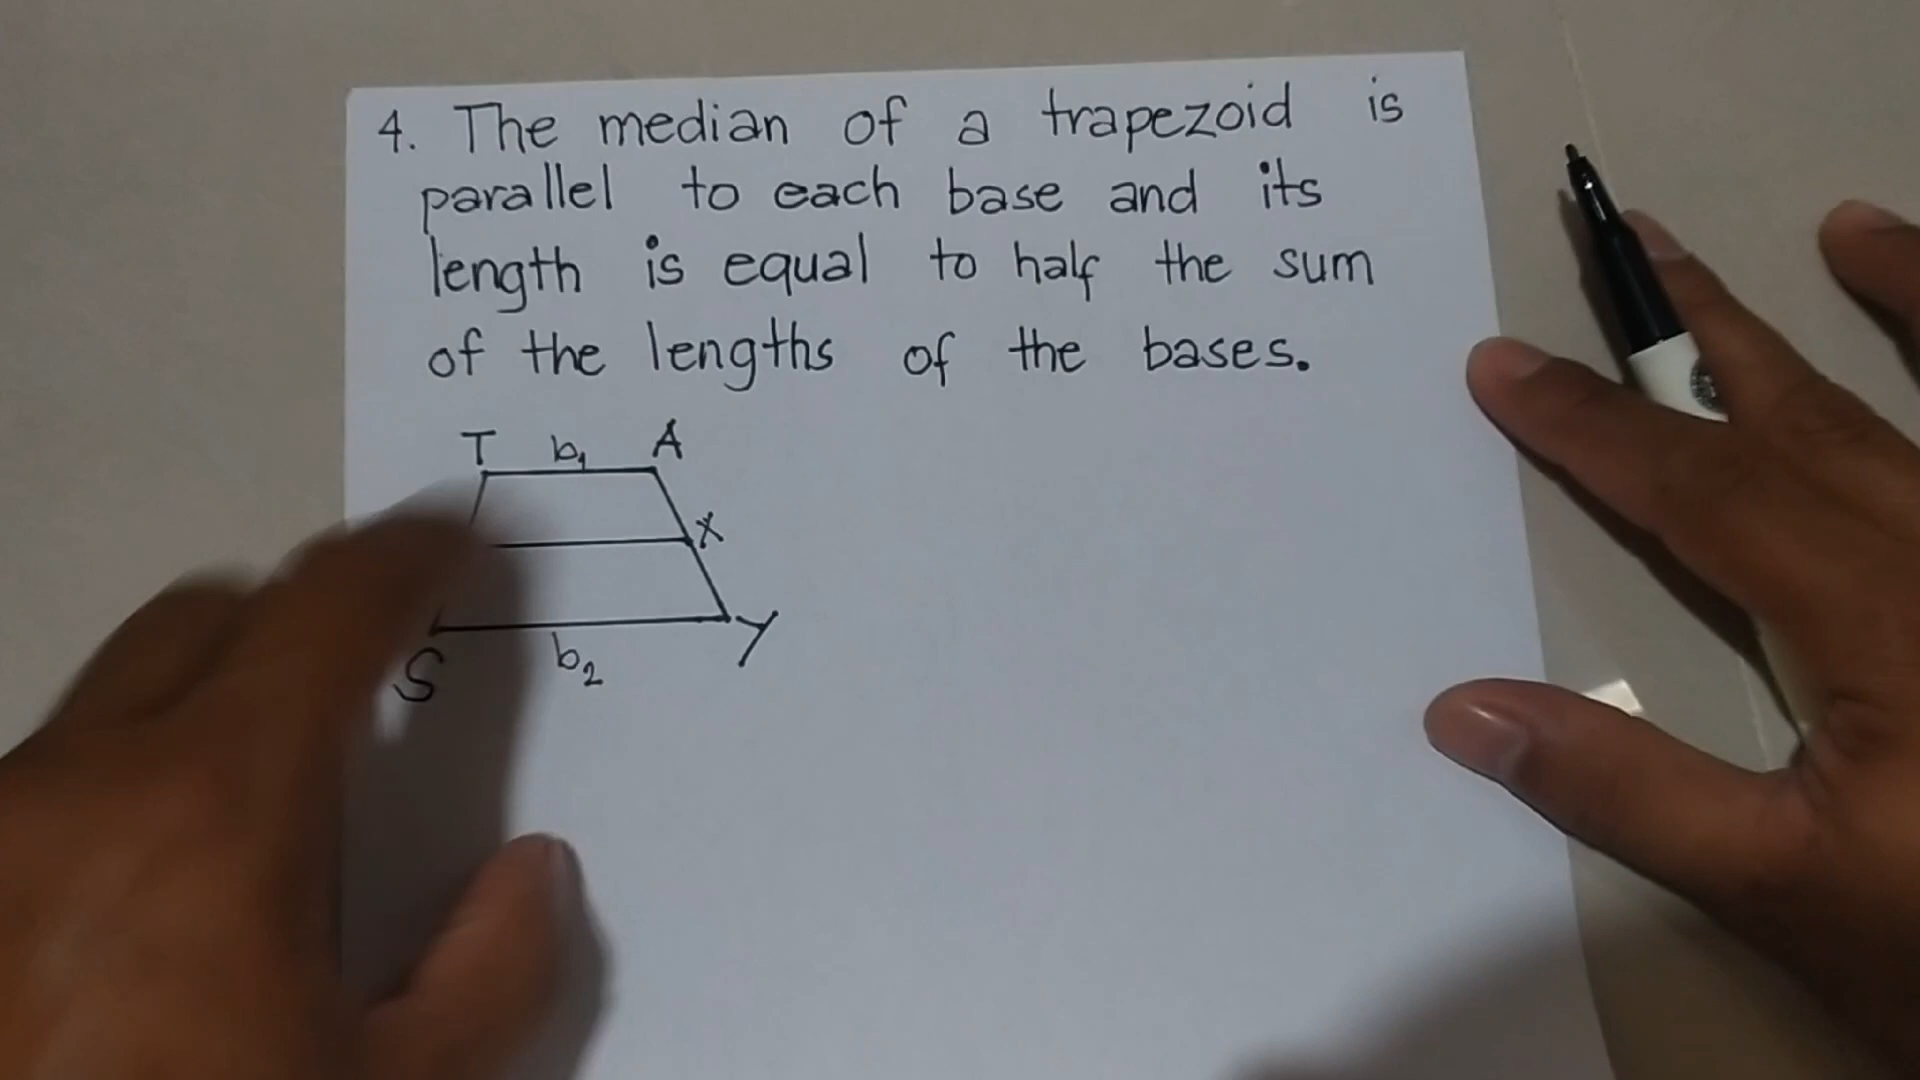 4. The median of a trapezoid is
parallel to each base and its
length is equal to half the sum
of the lengths of the bases.
T b₁ A
X
S b₂ Y